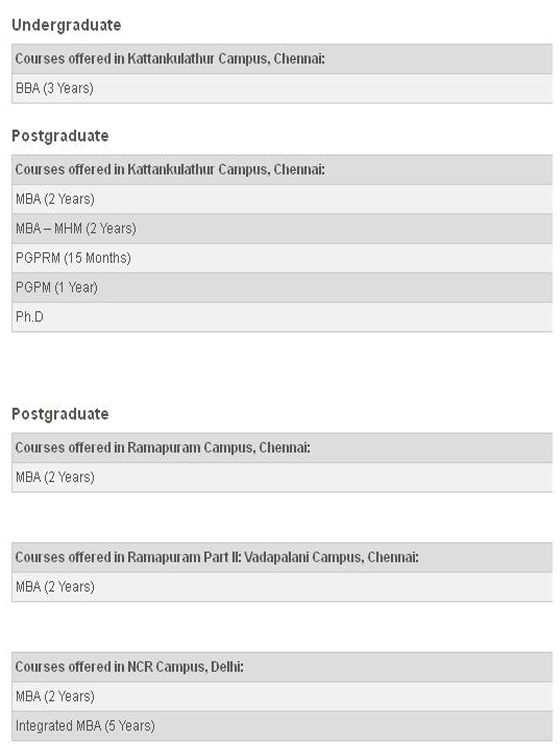 Undergraduate
Courses offered in Kattankulathur Campus, Chennai:
BBA (3 Years)
Postgraduate
Courses offered in Kattankulathur Campus, Chennai:
MBA (2 Years)
MBA – MHM (2 Years)
PGPRM (15 Months)
PGPM (1 Year)
Ph.D
Postgraduate
Courses offered in Ramapuram Campus, Chennai:
MBA (2 Years)
Courses offered in Ramapuram Part II: Vadapalani Campus, Chennai:
MBA (2 Years)
Courses offered in NCR Campus, Delhi:
MBA (2 Years)
Integrated MBA (5 Years)